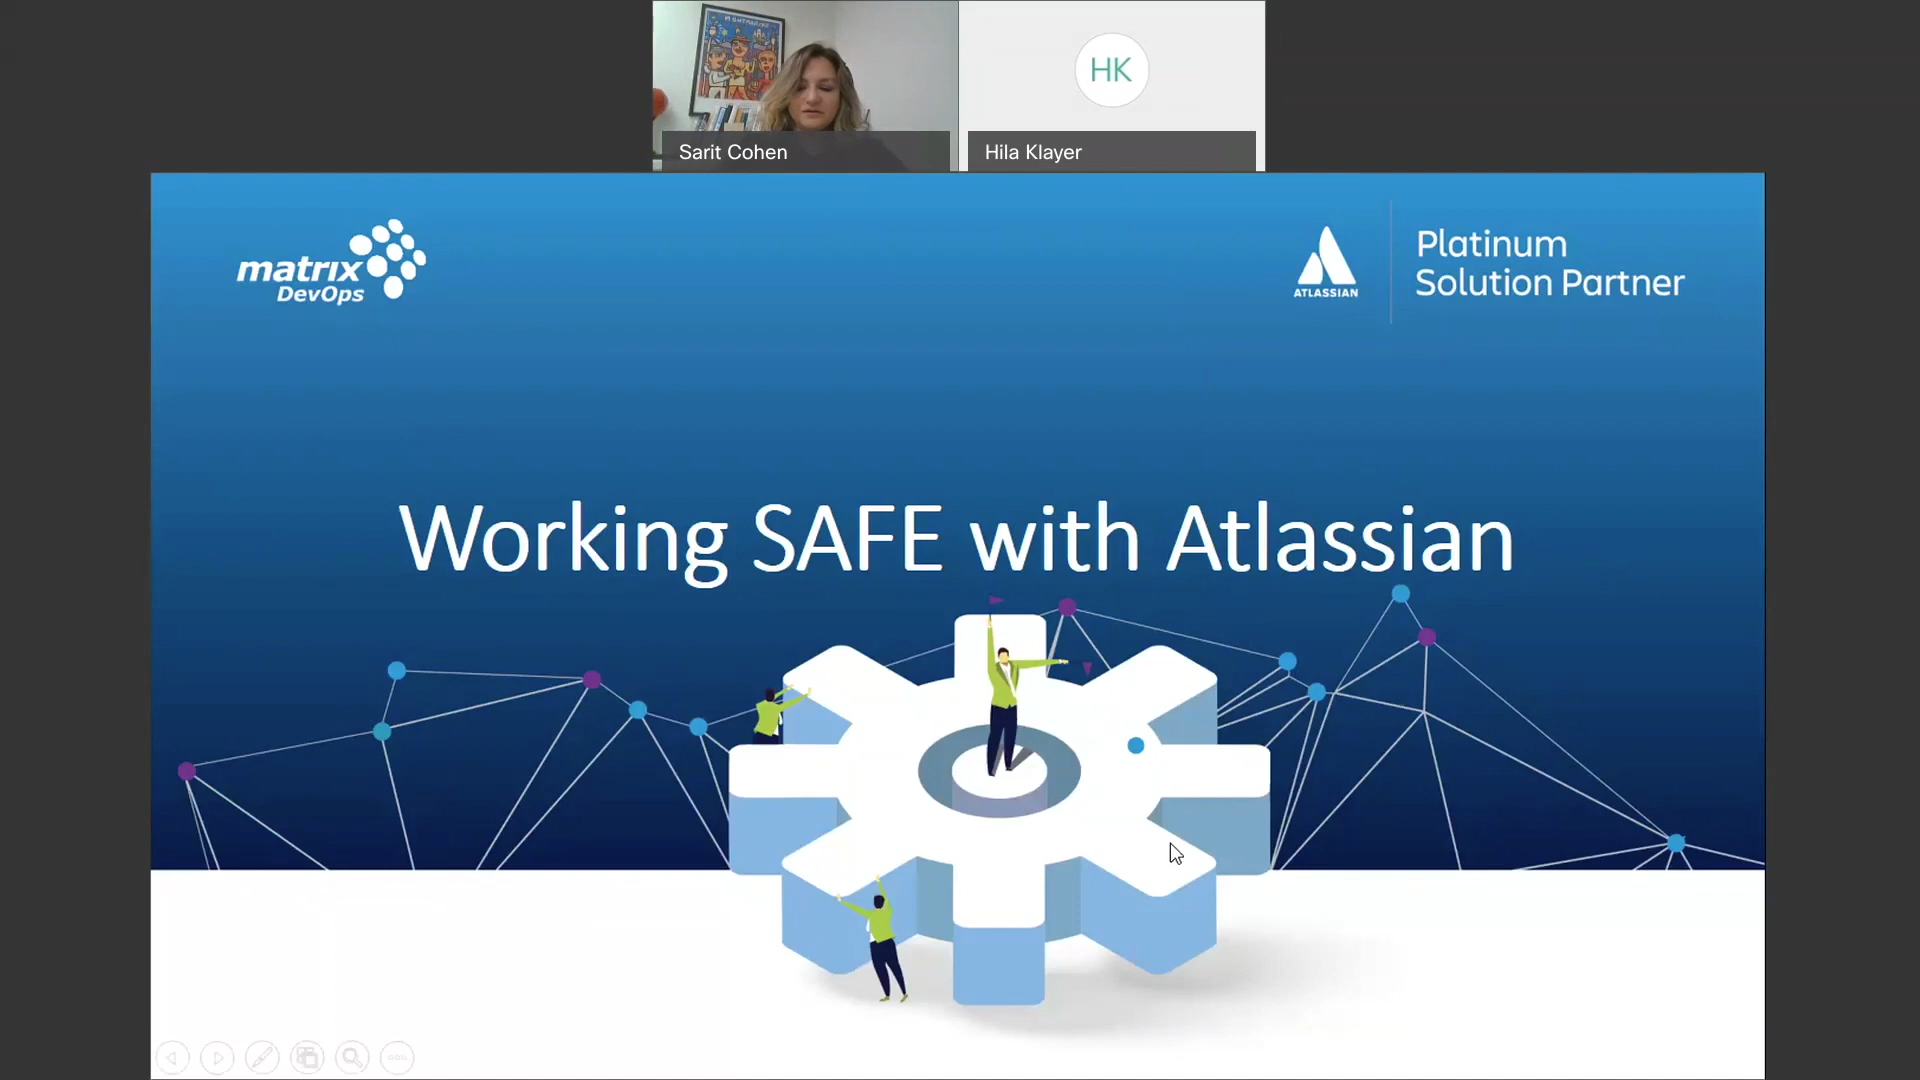 HK
Sarit Cohen
Hila Klayer
matrix
DevOps
ATLASSIAN
Platinum
Solution Partner
Working SAFE with Atlassian